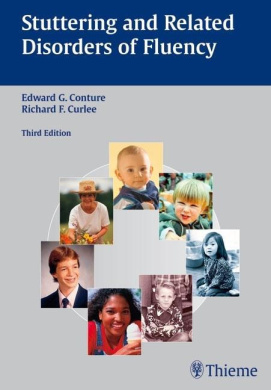 Stuttering and Related
Disorders of Fluency
Edward G. Conture
Richard F. Curlee
Third Edition
Thieme